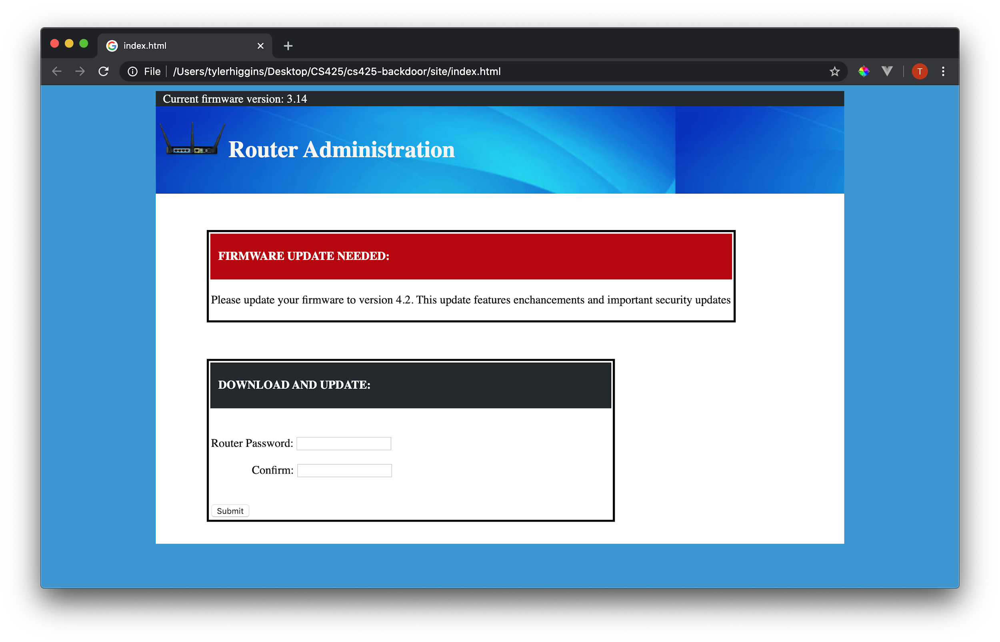 index.html
File /Users/tylerhiggins/Desktop/CS425/cs425-backdoor/site/index.html
T
Current firmware version: 3.14
Router Administration
FIRMWARE UPDATE NEEDED:
Please update your firmware to version 4.2. This update features enchancements and important security updates
DOWNLOAD AND UPDATE:
Router Password:
Confirm:
Submit